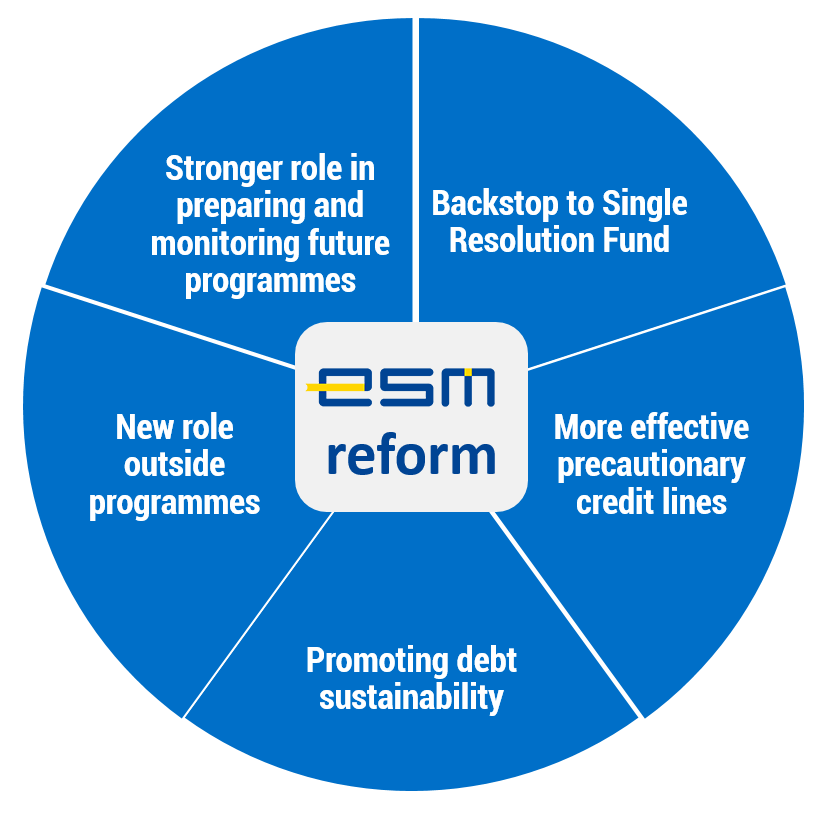 Stronger role in
preparing and
monitoring future
programmes
Backstop to Single
Resolution Fund
esm
reform
New role
outside
programmes
More effective
precautionary
credit lines
Promoting debt
sustainability